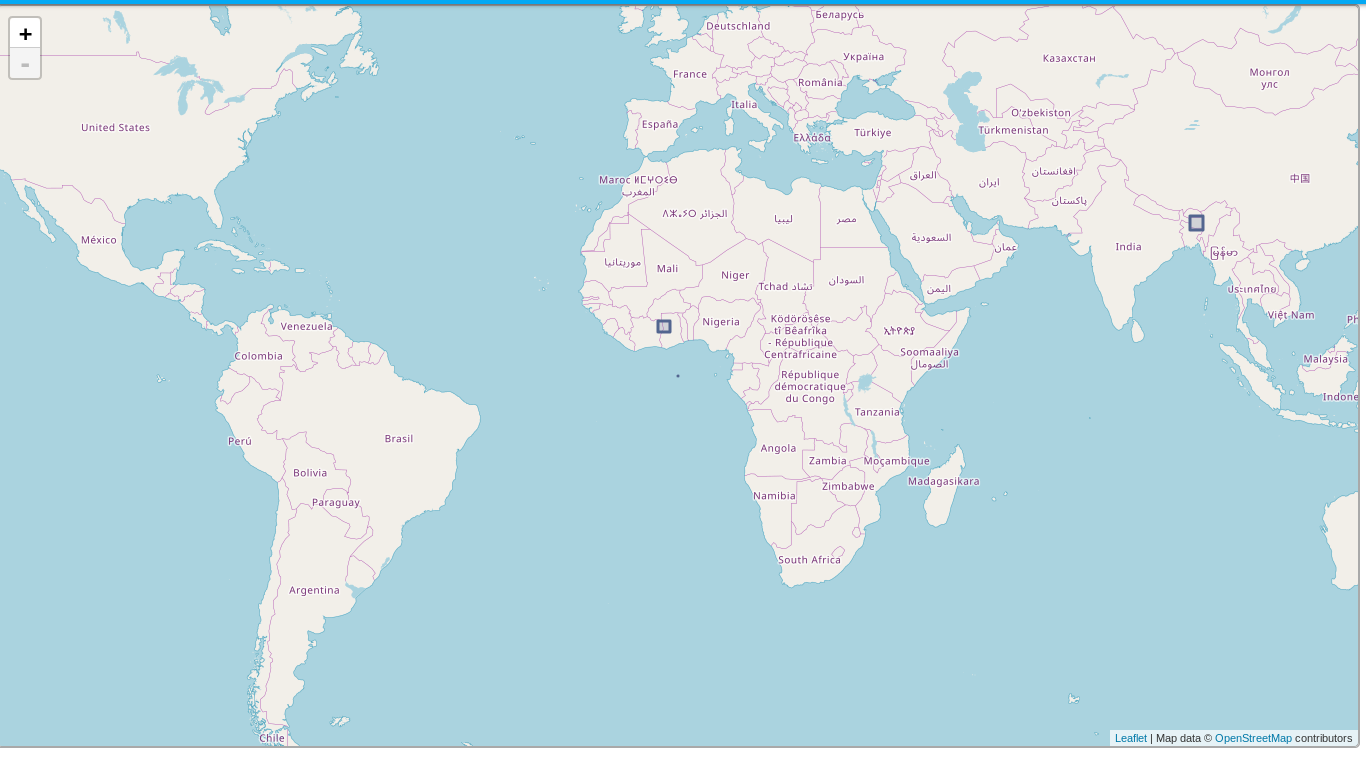 +
-
Deutschland
Беларусь
Україна
France
România
Italia
España
Ελλάδα
Türkiye
Казахстан
Монгол
улс
O'zbekiston
Türkmenistan
United States
México
Maroc ⵍⵎⵖⵔⵉⴱ
المغرب
ⵍⵣⵣⴰⵢⴻⵔ الجزائر
ليبيا
مصر
العراق
ایران
افغانستان
پاکستان
中国
السعودية
عمان
India
မြန်မာ
موريتانيا
Mali
Niger
Tchad تشاد
السودان
اليمن
ประเทศไทย
Việt Nam
Ph
Nigeria
Ködörösêse
tî Bêafrîka
- République
Centrafricaine
ኢትዮጵያ
Soomaaliya
الصومال
Malaysia
Indone
Venezuela
Colombia
République
démocratique
du Congo
Tanzania
Perú
Brasil
Bolivia
Paraguay
Angola
Zambia
Moçambique
Zimbabwe
Namibia
Madagasikara
South Africa
Argentina
Chile
Leaflet | Map data © OpenStreetMap contributors